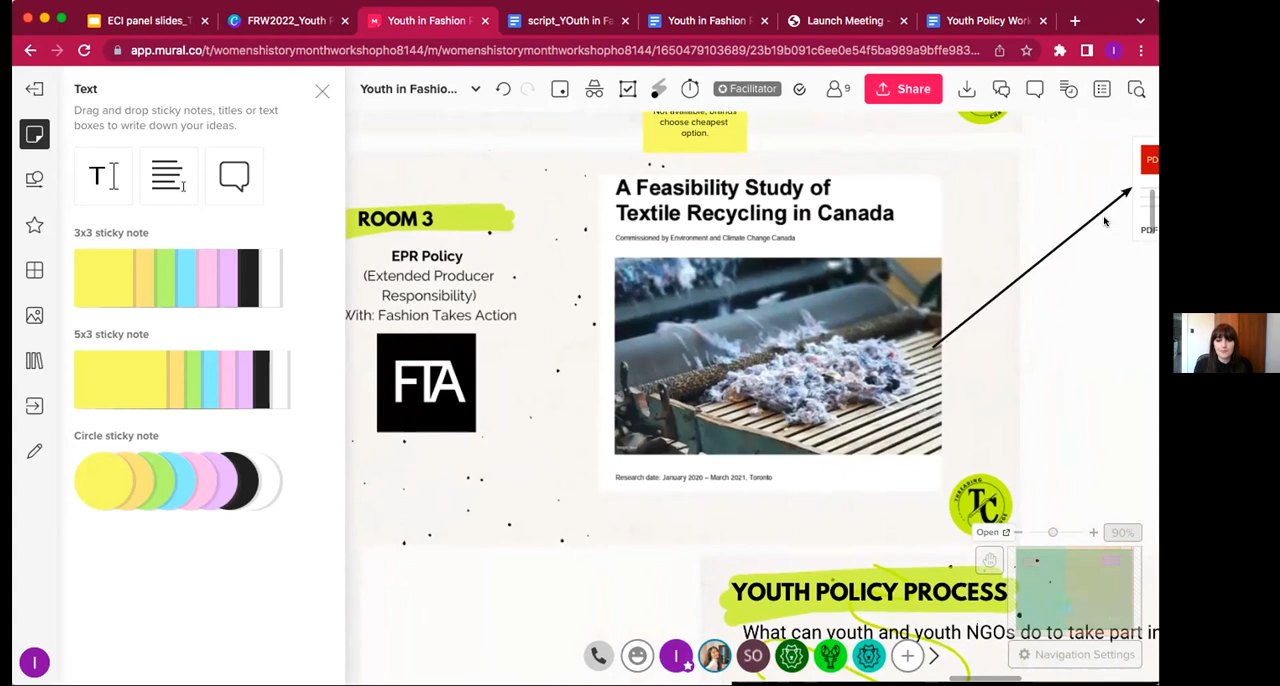 ECI panel slides_T
FRW2022_Youth P
Youth in Fashion P
script_YOuth in Fa
Youth in Fashion P
Launch Meeting -
Youth Policy Work
app.mural.co/t/womenshistorymonthworkshopho8144/m/womenshistorymonthworkshopho8144/1650479103689/23b19b091c6ee0e54f5ba989a9bffe983...
I
Text
Drag and drop sticky notes, titles or text
boxes to write down your ideas.
T
3x3 sticky note
5x3 sticky note
Circle sticky note
I
Youth in Fashio...
Facilitator
9
Share
Not available, brands
choose cheapest
option.
ROOM 3
EPR Policy
(Extended Producer
Responsibility)
With: Fashion Takes Action
FTA
A Feasibility Study of
Textile Recycling in Canada
Commissioned by Environment and Climate Change Canada
Research date: January 2020 – March 2021, Toronto
PD
PDF
THREADING
TC
Open
90%
YOUTH POLICY PROCESS
What can youth and youth NGOs do to take part in
I
SO
Navigation Settings